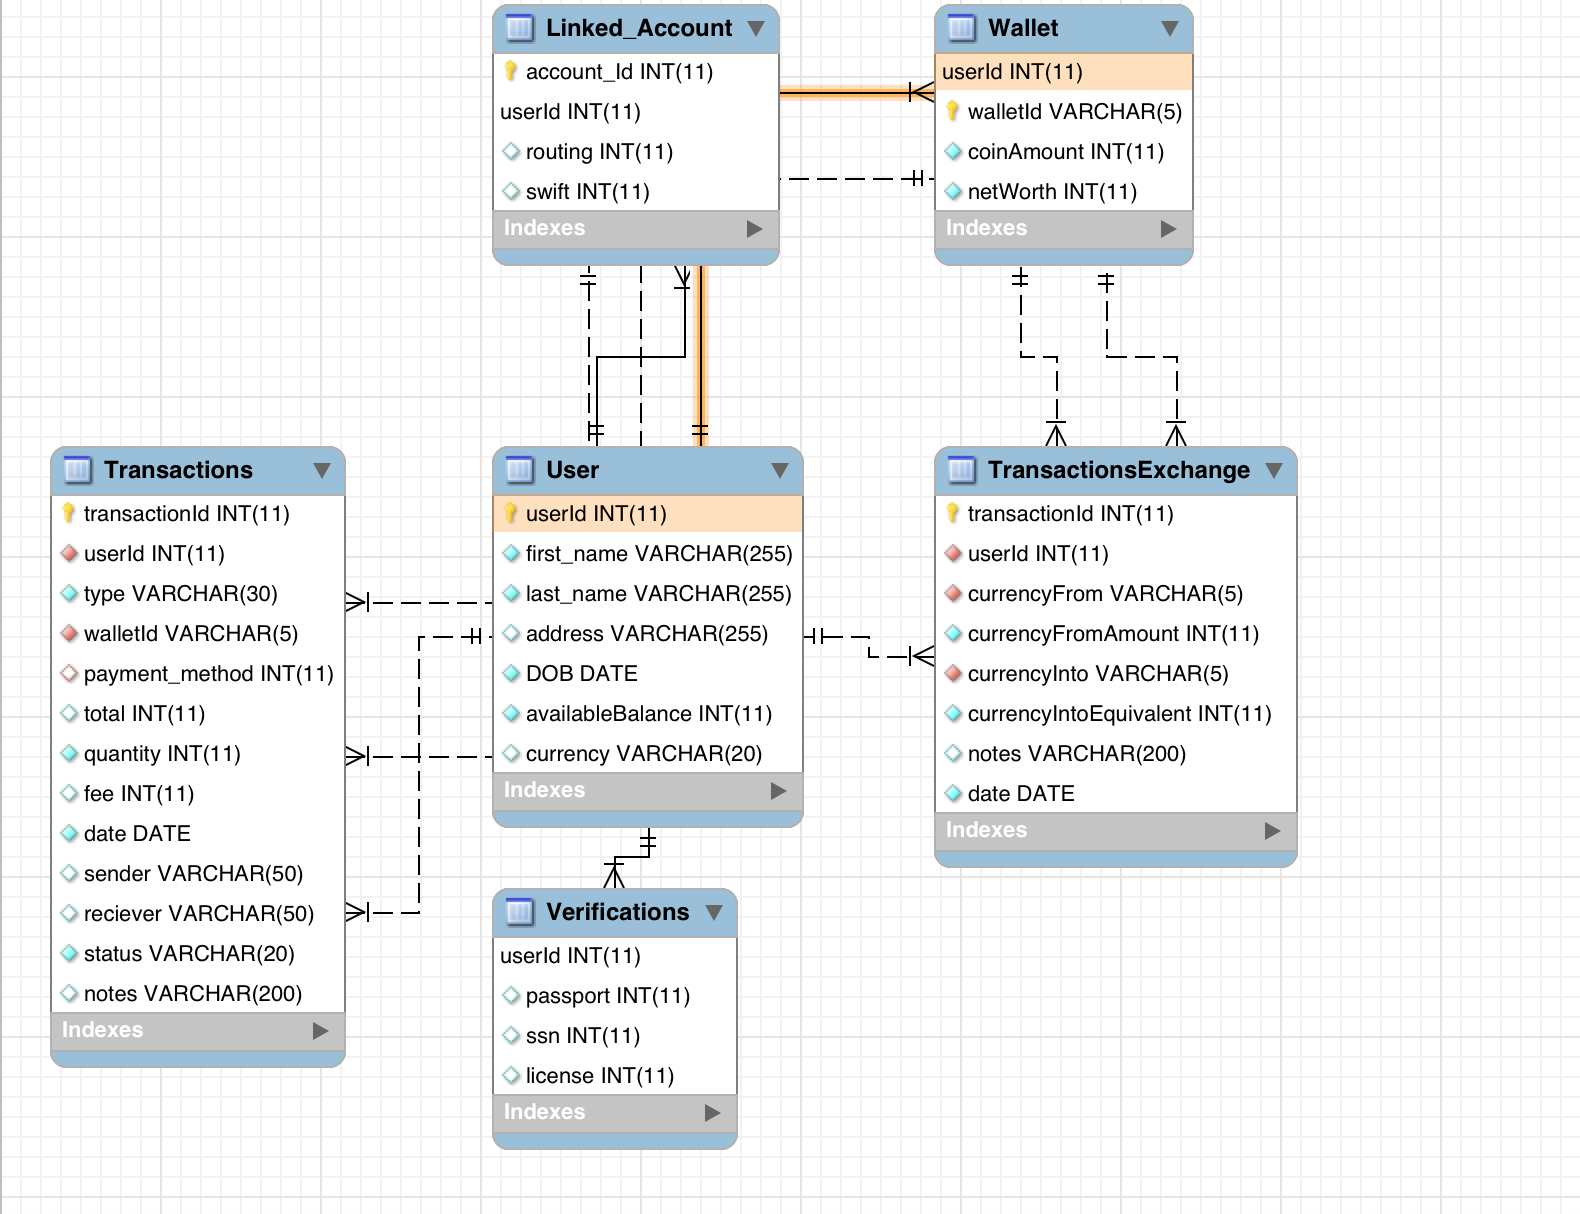 Linked_Account
account_Id INT(11)
userId INT(11)
routing INT(11)
swift INT(11)
Indexes
Wallet
userId INT(11)
walletId VARCHAR(5)
coinAmount INT(11)
netWorth INT(11)
Indexes
Transactions
transactionId INT(11)
userId INT(11)
type VARCHAR(30)
walletId VARCHAR(5)
payment_method INT(11)
total INT(11)
quantity INT(11)
fee INT(11)
date DATE
sender VARCHAR(50)
reciever VARCHAR(50)
status VARCHAR(20)
notes VARCHAR(200)
Indexes
User
userId INT(11)
first_name VARCHAR(255)
last_name VARCHAR(255)
address VARCHAR(255)
DOB DATE
availableBalance INT(11)
currency VARCHAR(20)
Indexes
TransactionsExchange
transactionId INT(11)
userId INT(11)
currencyFrom VARCHAR(5)
currencyFromAmount INT(11)
currencyInto VARCHAR(5)
currencyIntoEquivalent INT(11)
notes VARCHAR(200)
date DATE
Indexes
Verifications
userId INT(11)
passport INT(11)
ssn INT(11)
license INT(11)
Indexes